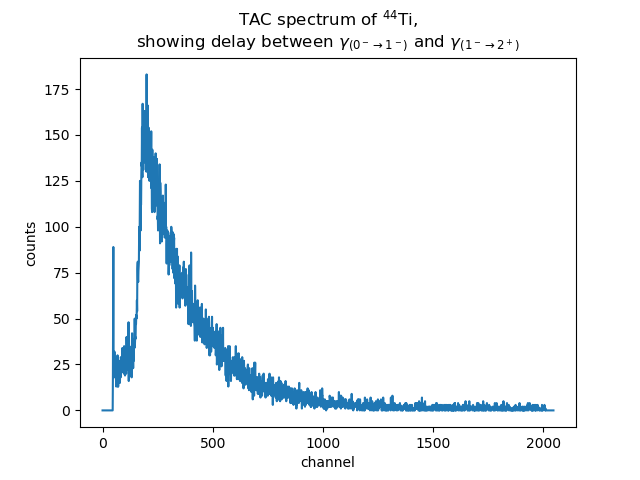 TAC spectrum of ⁴⁴Ti,
showing delay between γ₍₀⁻→₁⁻₎ and γ₍₁⁻→₂⁺₎
175
150
125
100
75
50
25
0
counts
0 500 1000 1500 2000
channel